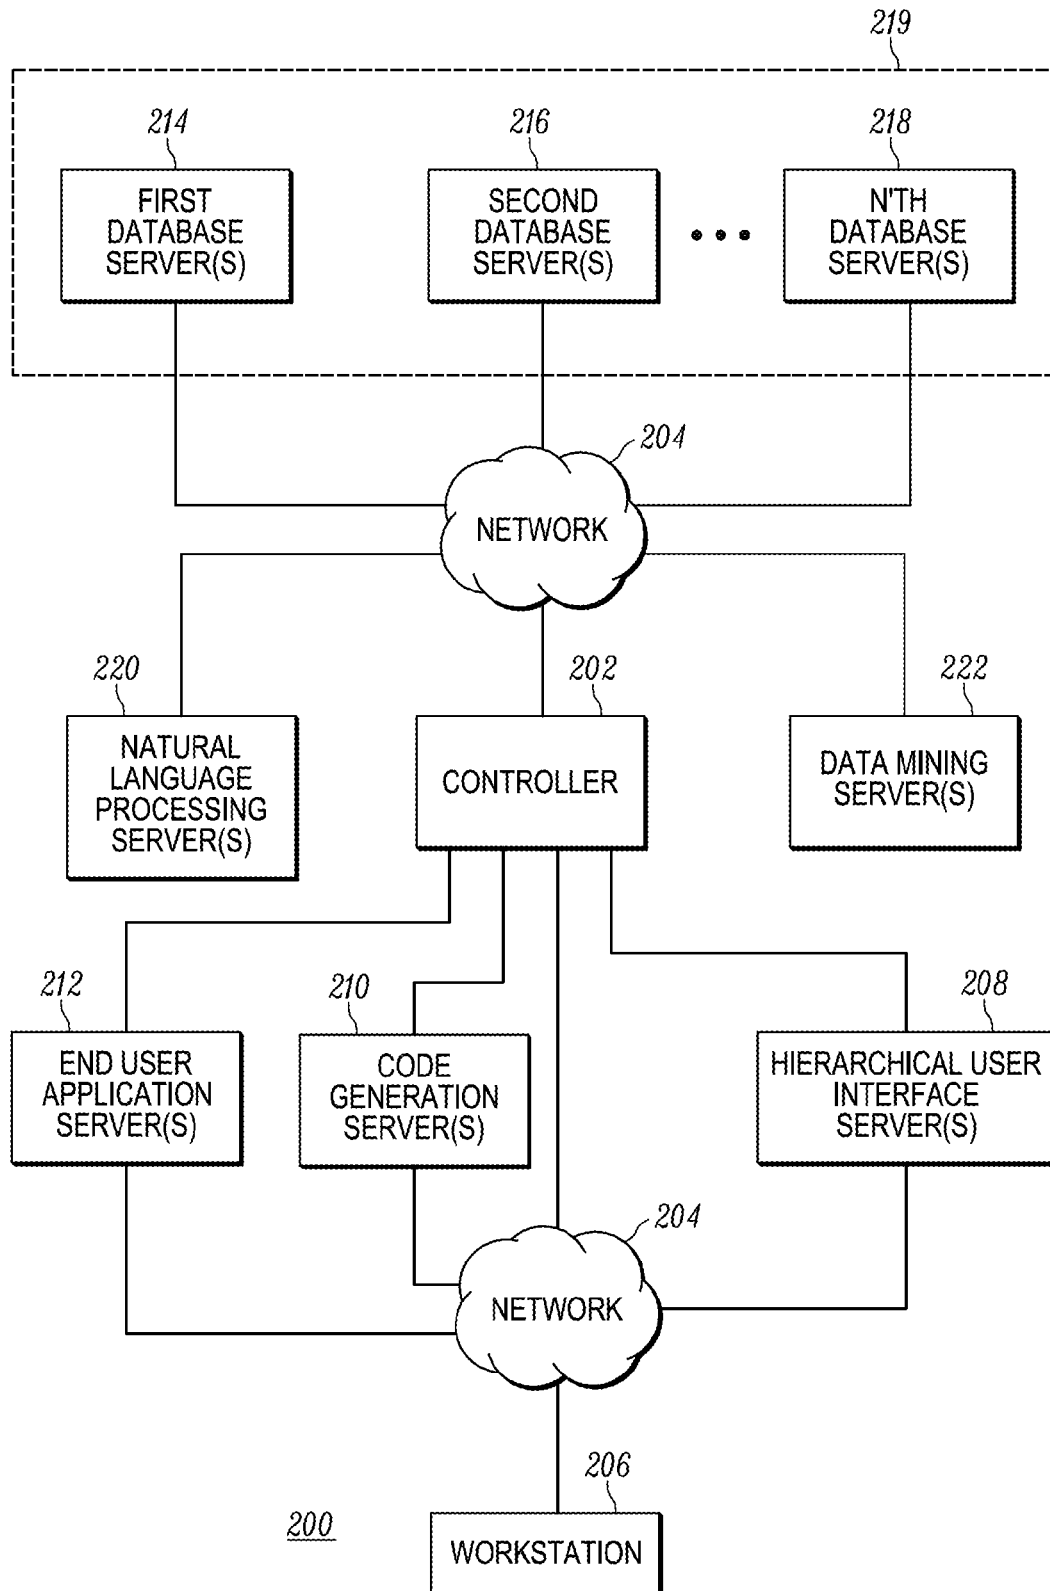 219
214
216
218
FIRST
DATABASE
SERVER(S)
SECOND
DATABASE
SERVER(S)
N'TH
DATABASE
SERVER(S)
204
NETWORK
220
202
222
NATURAL
LANGUAGE
PROCESSING
SERVER(S)
CONTROLLER
DATA MINING
SERVER(S)
212
210
208
END USER
APPLICATION
SERVER(S)
CODE
GENERATION
SERVER(S)
HIERARCHICAL USER
INTERFACE
SERVER(S)
204
NETWORK
206
200
WORKSTATION